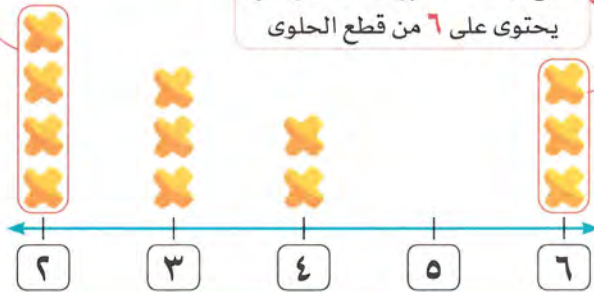 يحتوى على ٦ من قطع الحلوى
٢ ٣ ٤ ٥ ٦